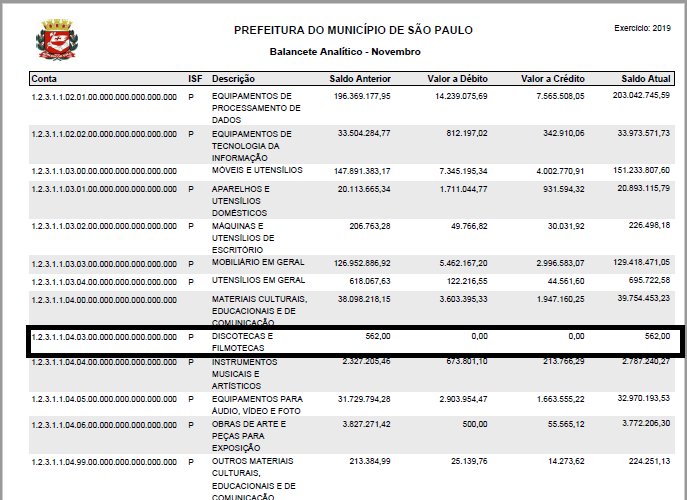 PREFEITURA DO MUNICÍPIO DE SÃO PAULO
Exercício: 2019
Balancete Analítico - Novembro
Conta ISF Descrição Saldo Anterior Valor a Débito Valor a Crédito Saldo Atual
1.2.3.1.1.02.01.00.000.000.000.000.000 P EQUIPAMENTOS DE 196.369.177,95 14.239.075,69 7.565.508,05 203.042.745,59
PROCESSAMENTO DE
DADOS
1.2.3.1.1.02.02.00.000.000.000.000.000 P EQUIPAMENTOS DE 33.504.284,77 812.197,02 342.910,06 33.973.571,73
TECNOLOGIA DA
INFORMAÇÃO
1.2.3.1.1.03.00.00.000.000.000.000.000 MÓVEIS E UTENSÍLIOS 147.891.383,17 7.345.195,34 4.002.770,91 151.233.807,60
1.2.3.1.1.03.01.00.000.000.000.000.000 P APARELHOS E 20.113.665,34 1.711.044,77 931.594,32 20.893.115,79
UTENSÍLIOS
DOMÉSTICOS
1.2.3.1.1.03.02.00.000.000.000.000.000 P MÁQUINAS E 206.763,28 49.766,82 30.031,92 226.498,18
UTENSÍLIOS DE
ESCRITÓRIO
1.2.3.1.1.03.03.00.000.000.000.000.000 P MOBILIÁRIO EM GERAL 126.952.886,92 5.462.167,20 2.996.583,07 129.418.471,05
1.2.3.1.1.03.04.00.000.000.000.000.000 P UTENSÍLIOS EM GERAL 618.067,63 122.216,55 44.561,60 695.722,58
1.2.3.1.1.04.00.00.000.000.000.000.000 MATERIAIS CULTURAIS, 38.098.218,15 3.603.395,33 1.947.160,25 39.754.453,23
EDUCACIONAIS E DE
COMUNICAÇÃO
1.2.3.1.1.04.03.00.000.000.000.000.000 P DISCOTECAS E 562,00 0,00 0,00 562,00
FILMOTECAS
1.2.3.1.1.04.04.00.000.000.000.000.000 P INSTRUMENTOS 2.327.205,46 673.801,10 213.766,29 2.787.240,27
MUSICAIS E
ARTÍSTICOS
1.2.3.1.1.04.05.00.000.000.000.000.000 P EQUIPAMENTOS PARA 31.729.794,28 2.903.954,47 1.663.555,22 32.970.193,53
ÁUDIO, VÍDEO E FOTO
1.2.3.1.1.04.06.00.000.000.000.000.000 P OBRAS DE ARTE E 3.827.271,42 500,00 55.565,12 3.772.206,30
PEÇAS PARA
EXPOSIÇÃO
1.2.3.1.1.04.99.00.000.000.000.000.000 P OUTROS MATERIAIS 213.384,99 25.139,76 14.273,62 224.251,13
CULTURAIS,
EDUCACIONAIS E DE
COMUNICAÇÃO